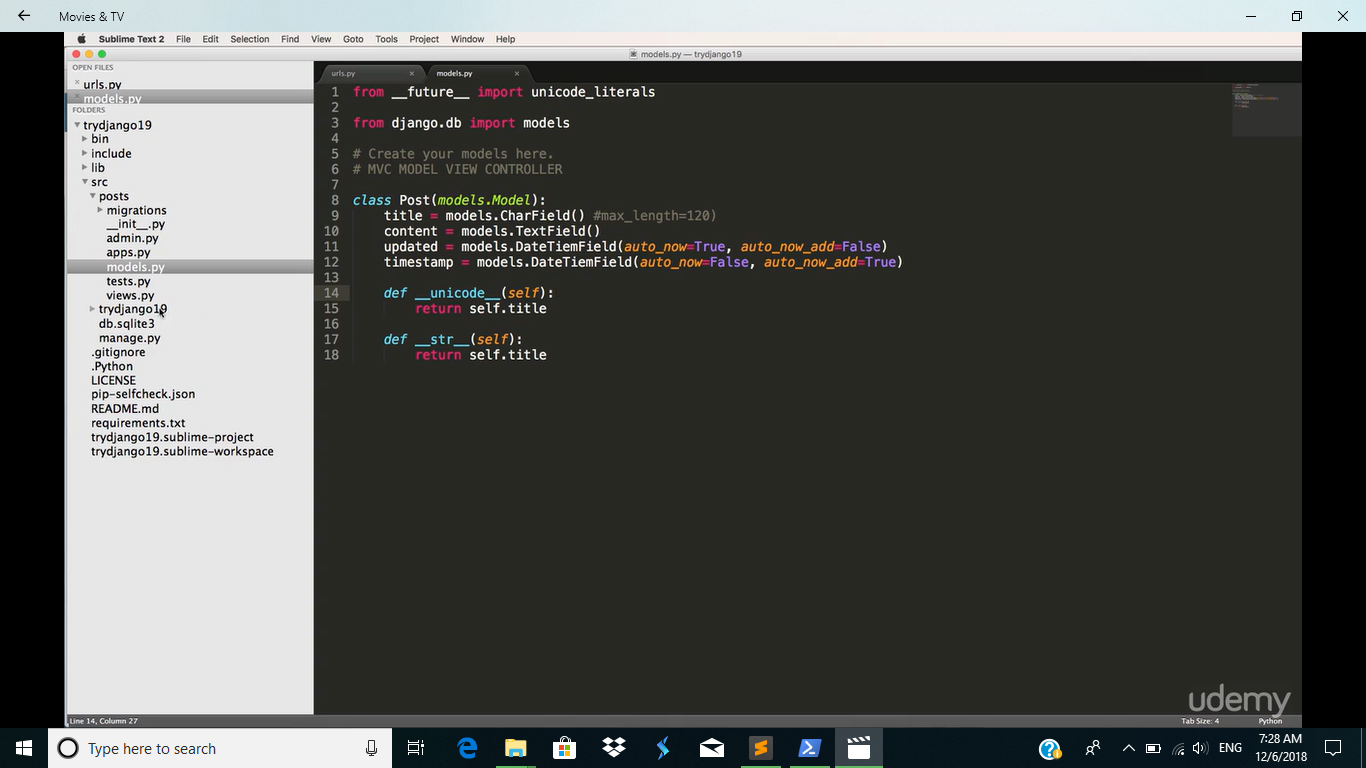 Movies & TV
Sublime Text 2 File Edit Selection Find View Goto Tools Project Window Help
models.py — trydjango19
OPEN FILES
urls.py
models.py
FOLDERS
trydjango19
bin
include
lib
src
posts
migrations
__init__.py
admin.py
apps.py
models.py
tests.py
views.py
trydjango19
db.sqlite3
manage.py
.gitignore
.Python
LICENSE
pip-selfcheck.json
README.md
requirements.txt
trydjango19.sublime-project
trydjango19.sublime-workspace
urls.py × models.py ×
1 from __future__ import unicode_literals
2
3 from django.db import models
4
5 # Create your models here.
6 # MVC MODEL VIEW CONTROLLER
7
8 class Post(models.Model):
9 title = models.CharField() #max_length=120)
10 content = models.TextField()
11 updated = models.DateTiemField(auto_now=True, auto_now_add=False)
12 timestamp = models.DateTiemField(auto_now=False, auto_now_add=True)
13
14 def __unicode__(self):
15 return self.title
16
17 def __str__(self):
18 return self.title
udemy
Line 14, Column 27 Tab Size: 4 Python
Type here to search
ENG
7:28 AM
12/6/2018